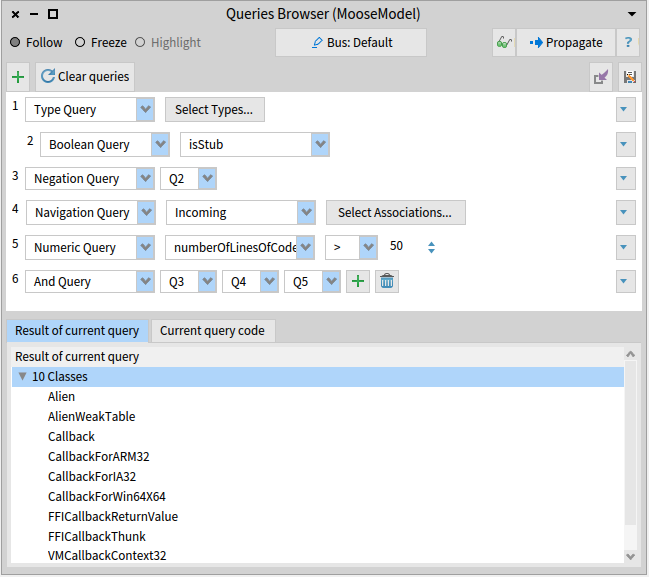 Queries Browser (MooseModel)
Follow Freeze Highlight Bus: Default Propagate ?
Clear queries
1 Type Query Select Types...
2 Boolean Query isStub
3 Negation Query Q2
4 Navigation Query Incoming Select Associations...
5 Numeric Query numberOfLinesOfCode > 50
6 And Query Q3 Q4 Q5
Result of current query Current query code
Result of current query
10 Classes
Alien
AlienWeakTable
Callback
CallbackForARM32
CallbackForIA32
CallbackForWin64X64
FFICallbackReturnValue
FFICallbackThunk
VMCallbackContext32